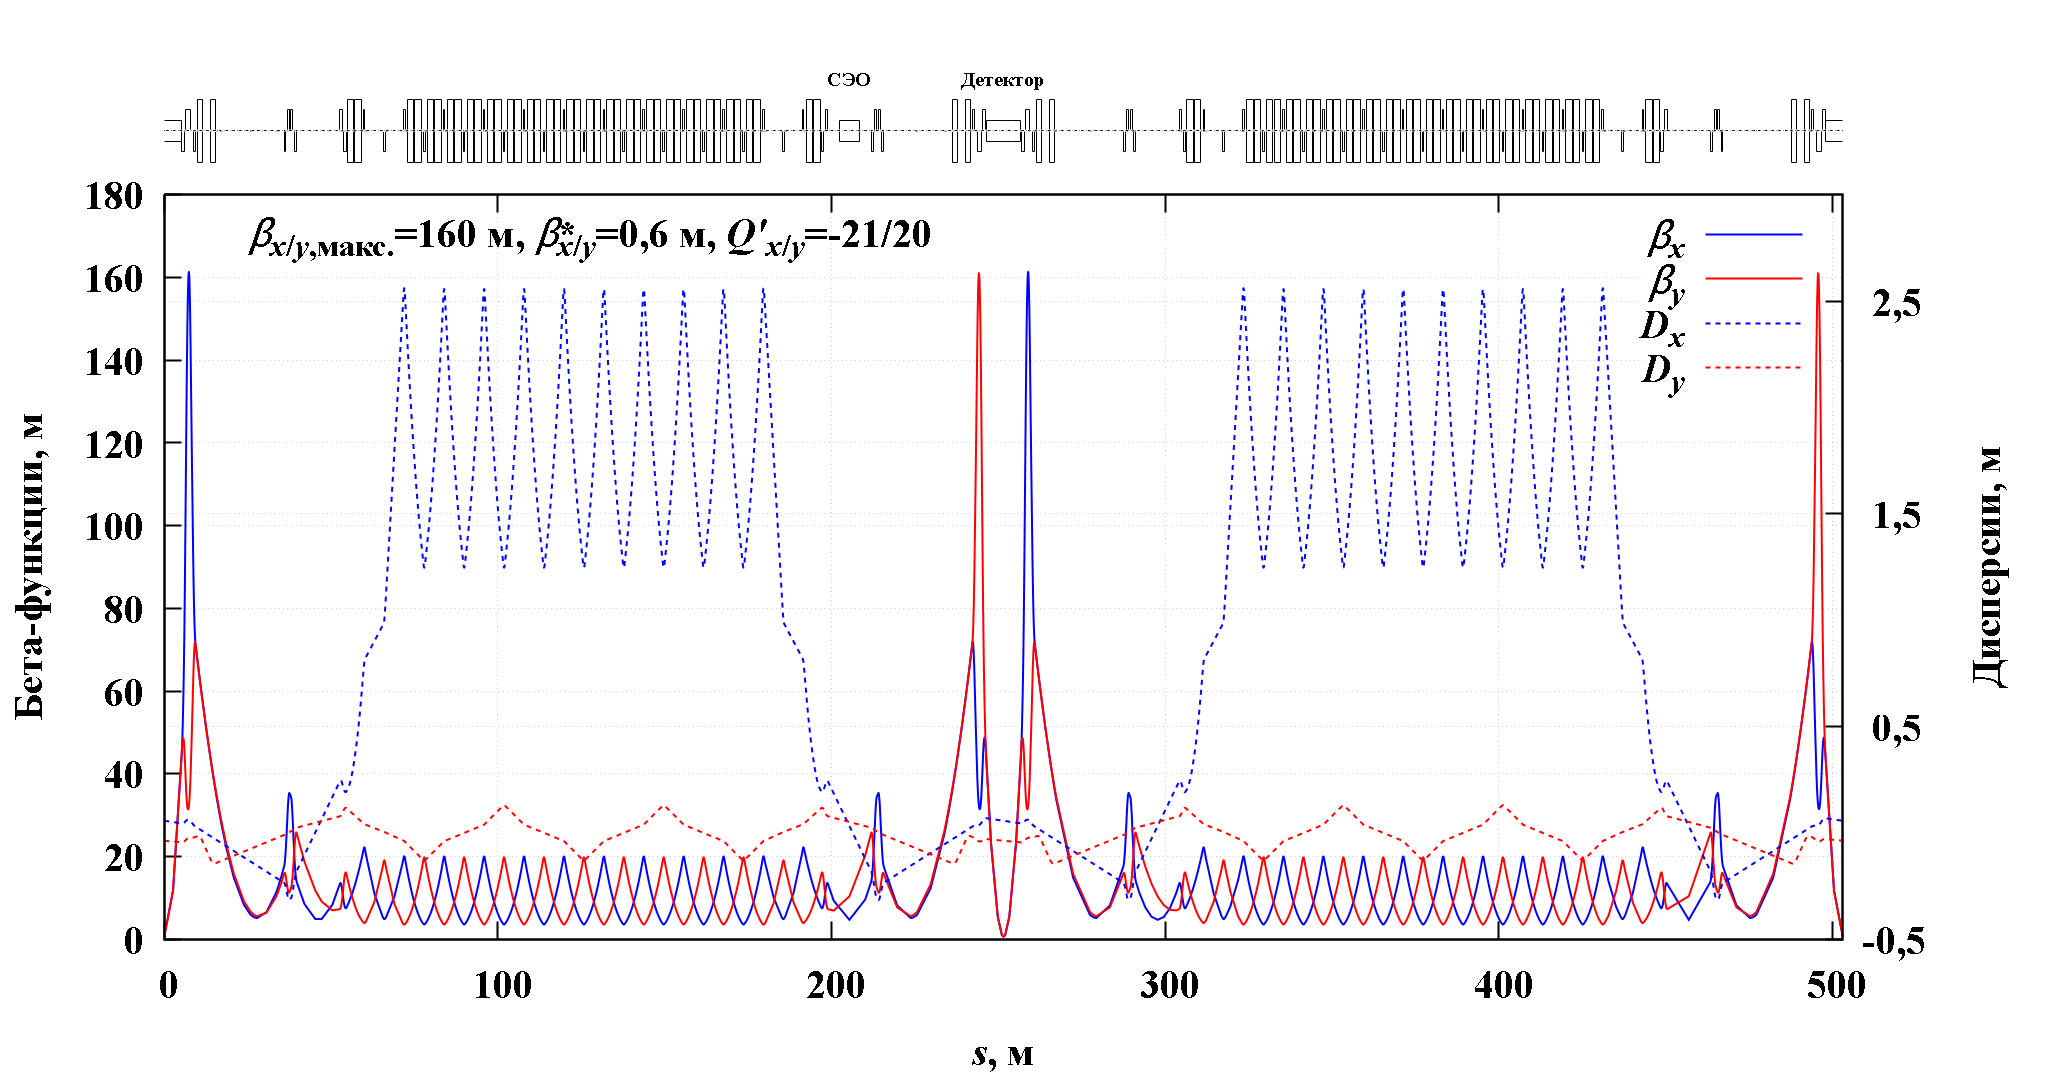 СЭО
Детектор
180
160
140
120
100
80
60
40
20
0
Бета-функции, м
βx/y,макс.=160 м, β*x/y=0,6 м, Q'x/y=-21/20
βx
βy
Dx
Dy
2,5
1,5
0,5
-0,5
Дисперсии, м
0 100 200 300 400 500
s, м